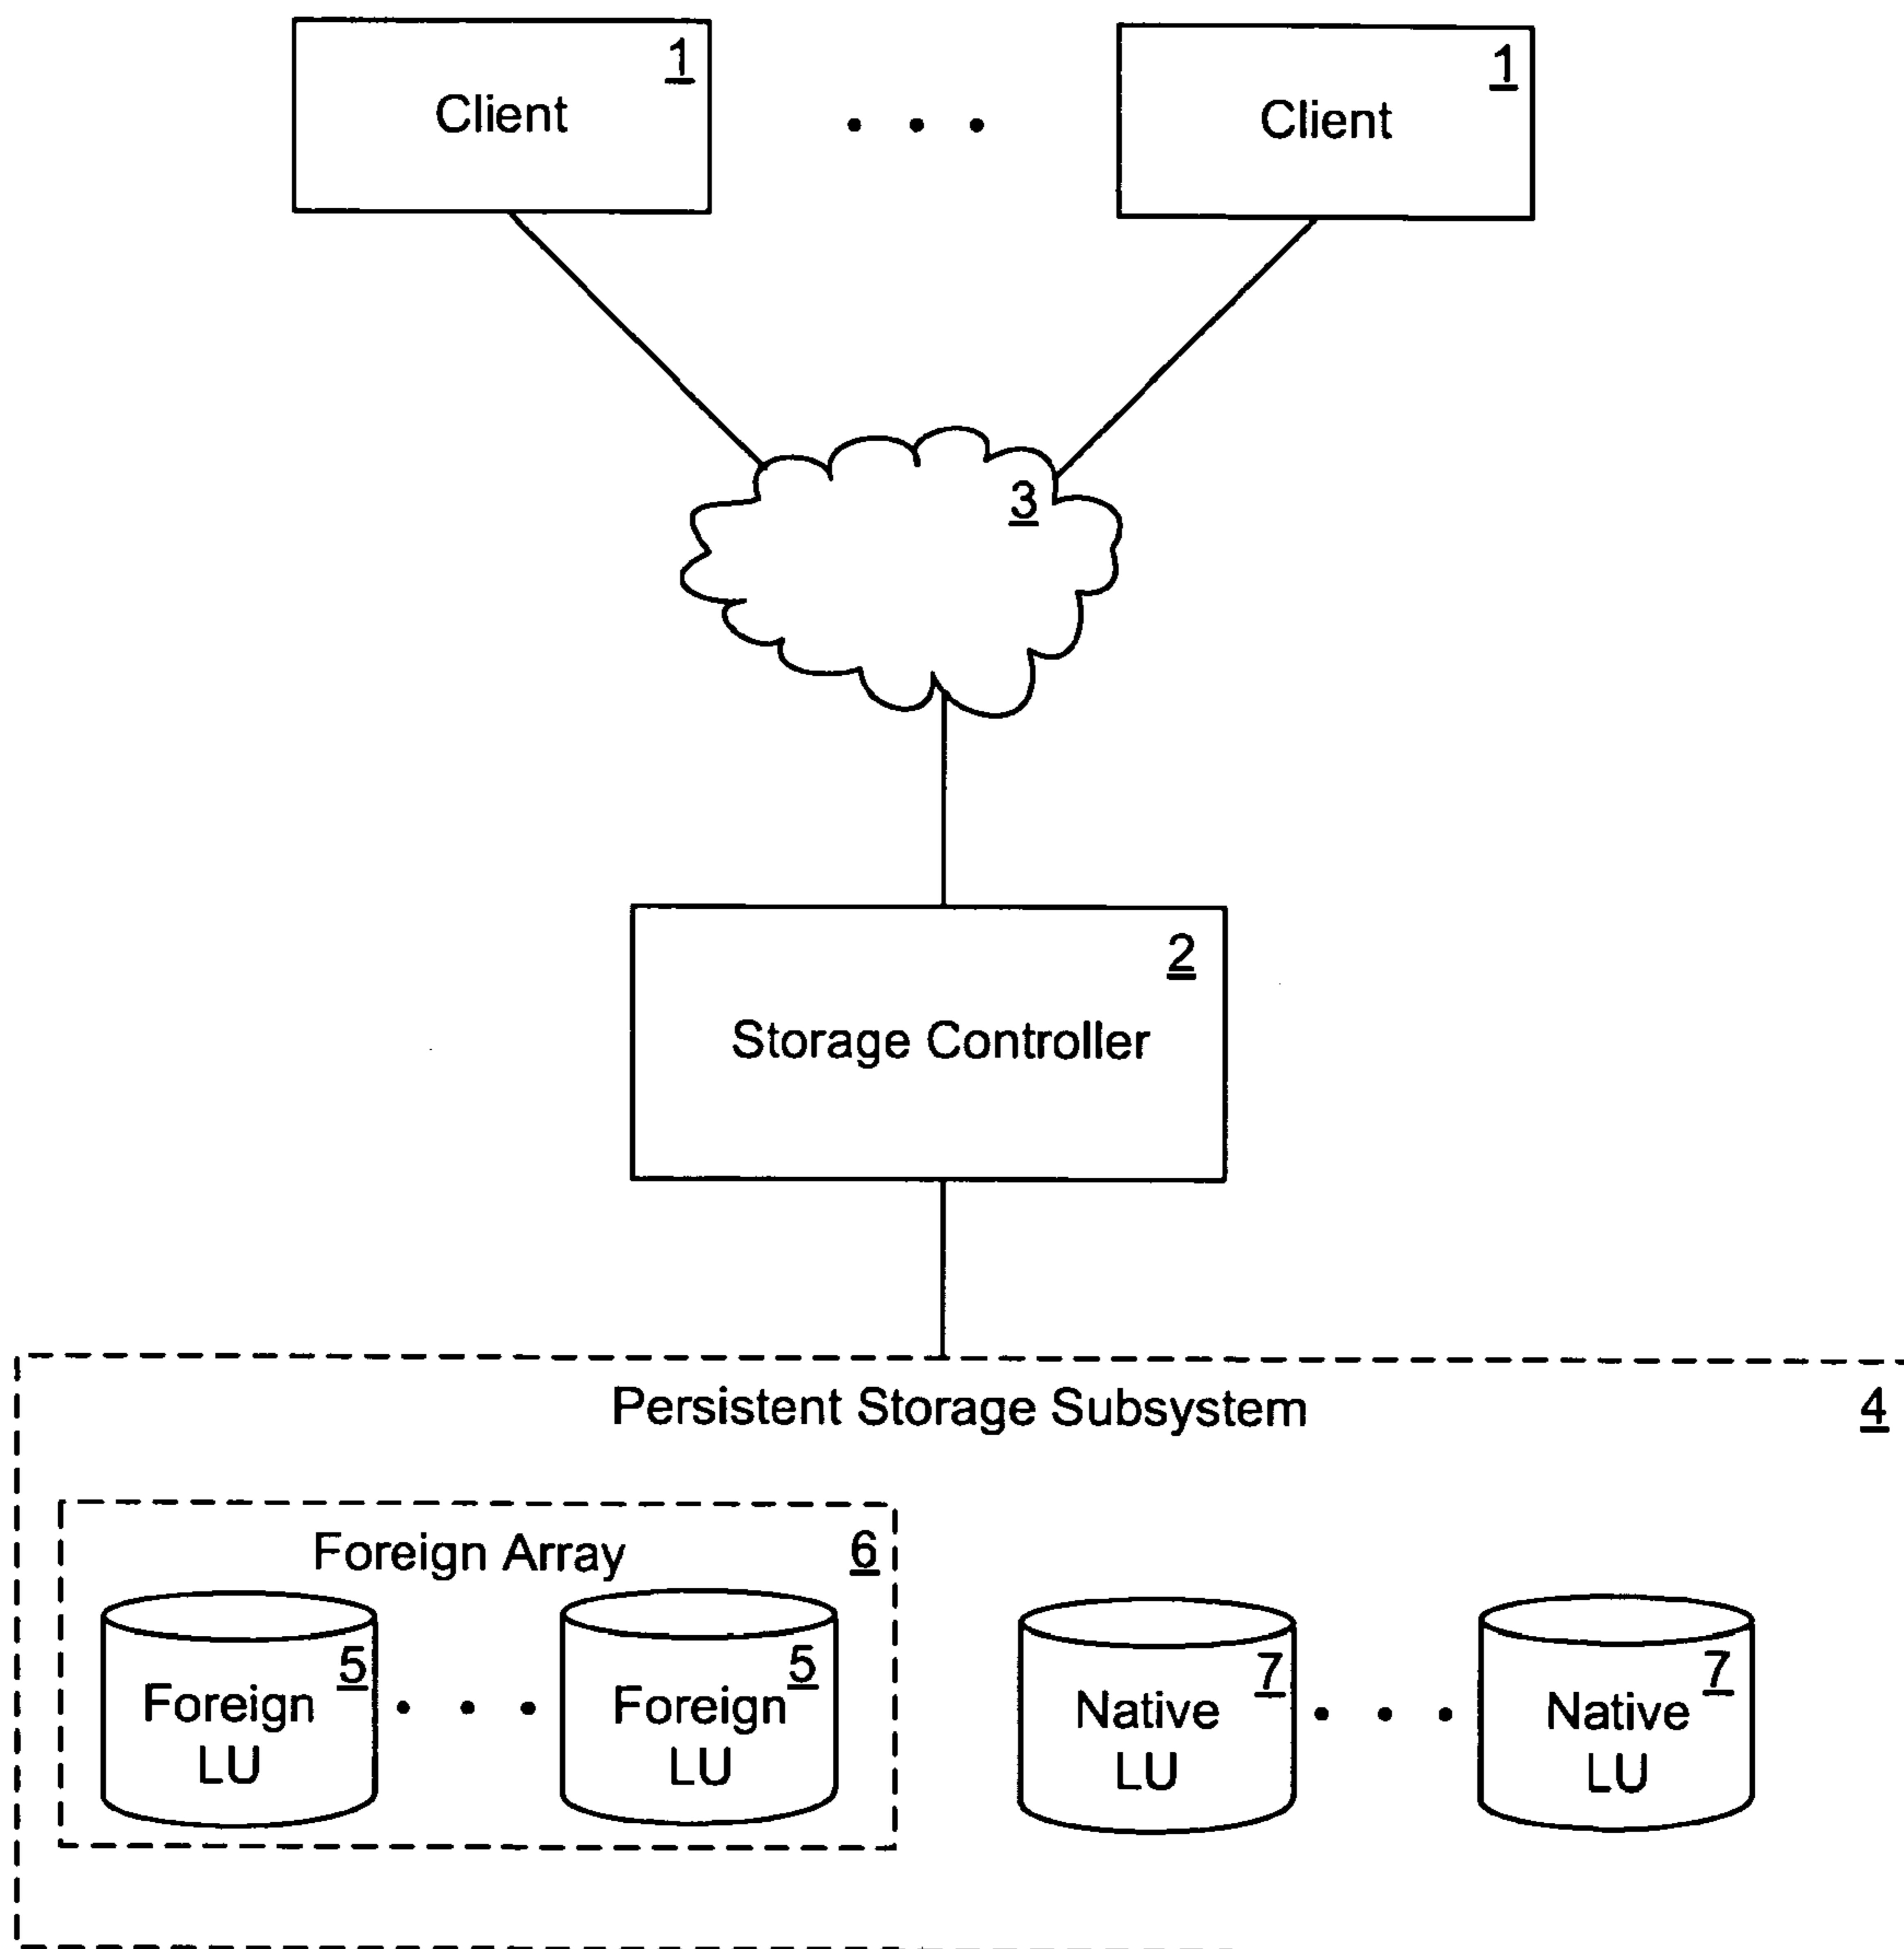 1
1
Client
Client
3
2
Storage Controller
Persistent Storage Subsystem
4
Foreign Array
6
5
Foreign
LU
5
Foreign
LU
7
Native
LU
7
Native
LU